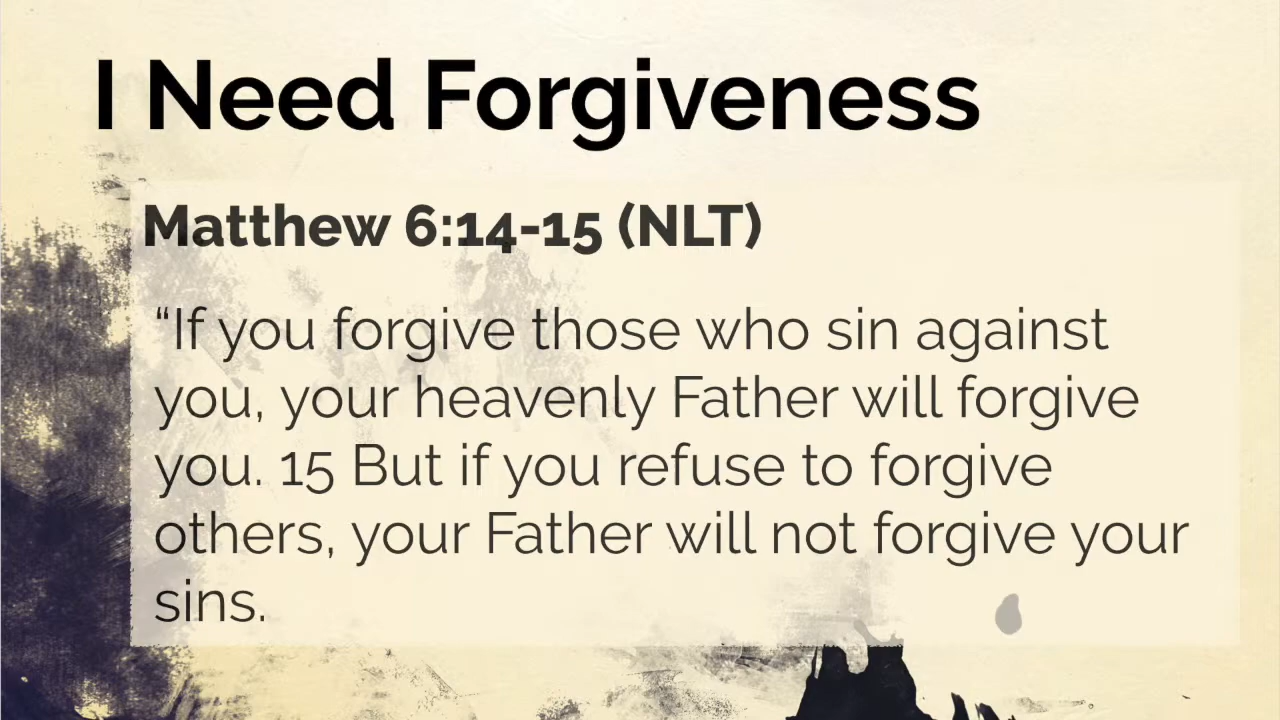 I Need Forgiveness
Matthew 6:14-15 (NLT)
“If you forgive those who sin against
you, your heavenly Father will forgive
you. 15 But if you refuse to forgive
others, your Father will not forgive your
sins.